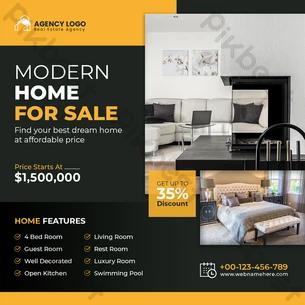 AGENCY LOGO
Real Estate Agency
MODERN
HOME
FOR SALE
Find your best dream home
at affordable price
Price Starts At
$1,500,000
GET UP TO
35%
Discount
HOME FEATURES
4 Bed Room
Guest Room
Well Decorated
Open Kitchen
Living Room
Rest Room
Luxury Room
Swimming Pool
+00-123-456-789
www.webnamehere.com